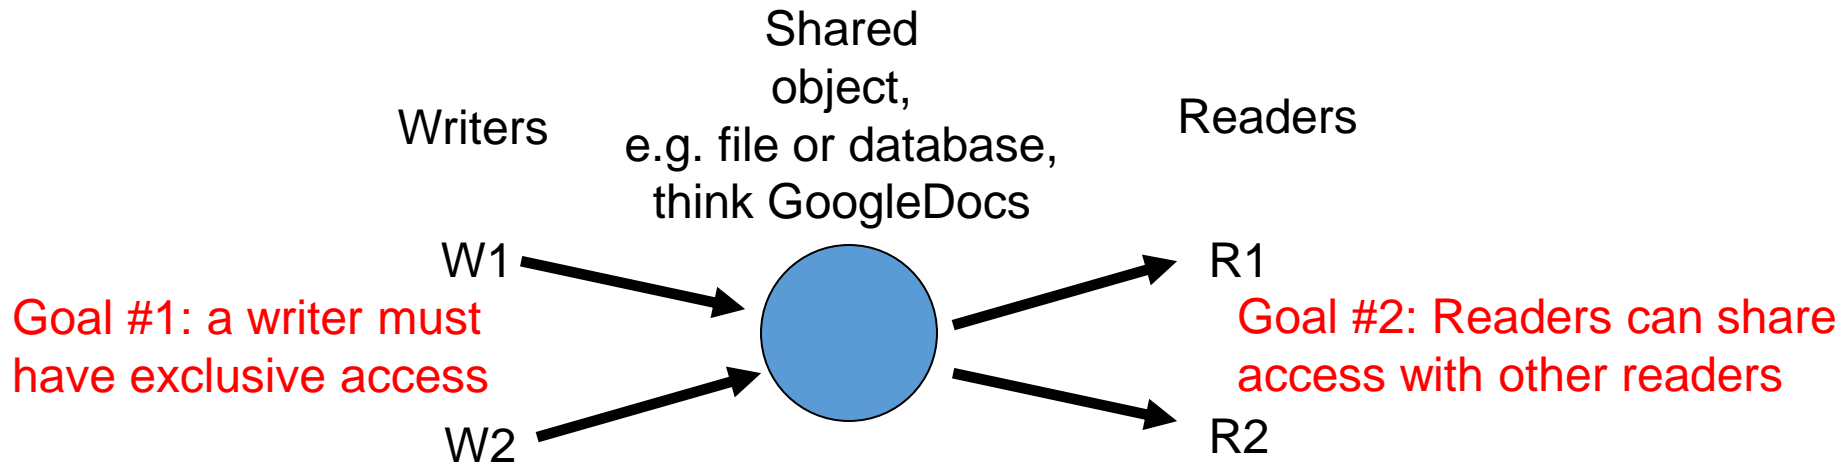 Shared
object,
e.g. file or database,
think GoogleDocs
Writers
Readers
W1
R1
Goal #1: a writer must
have exclusive access
Goal #2: Readers can share
access with other readers
W2
R2